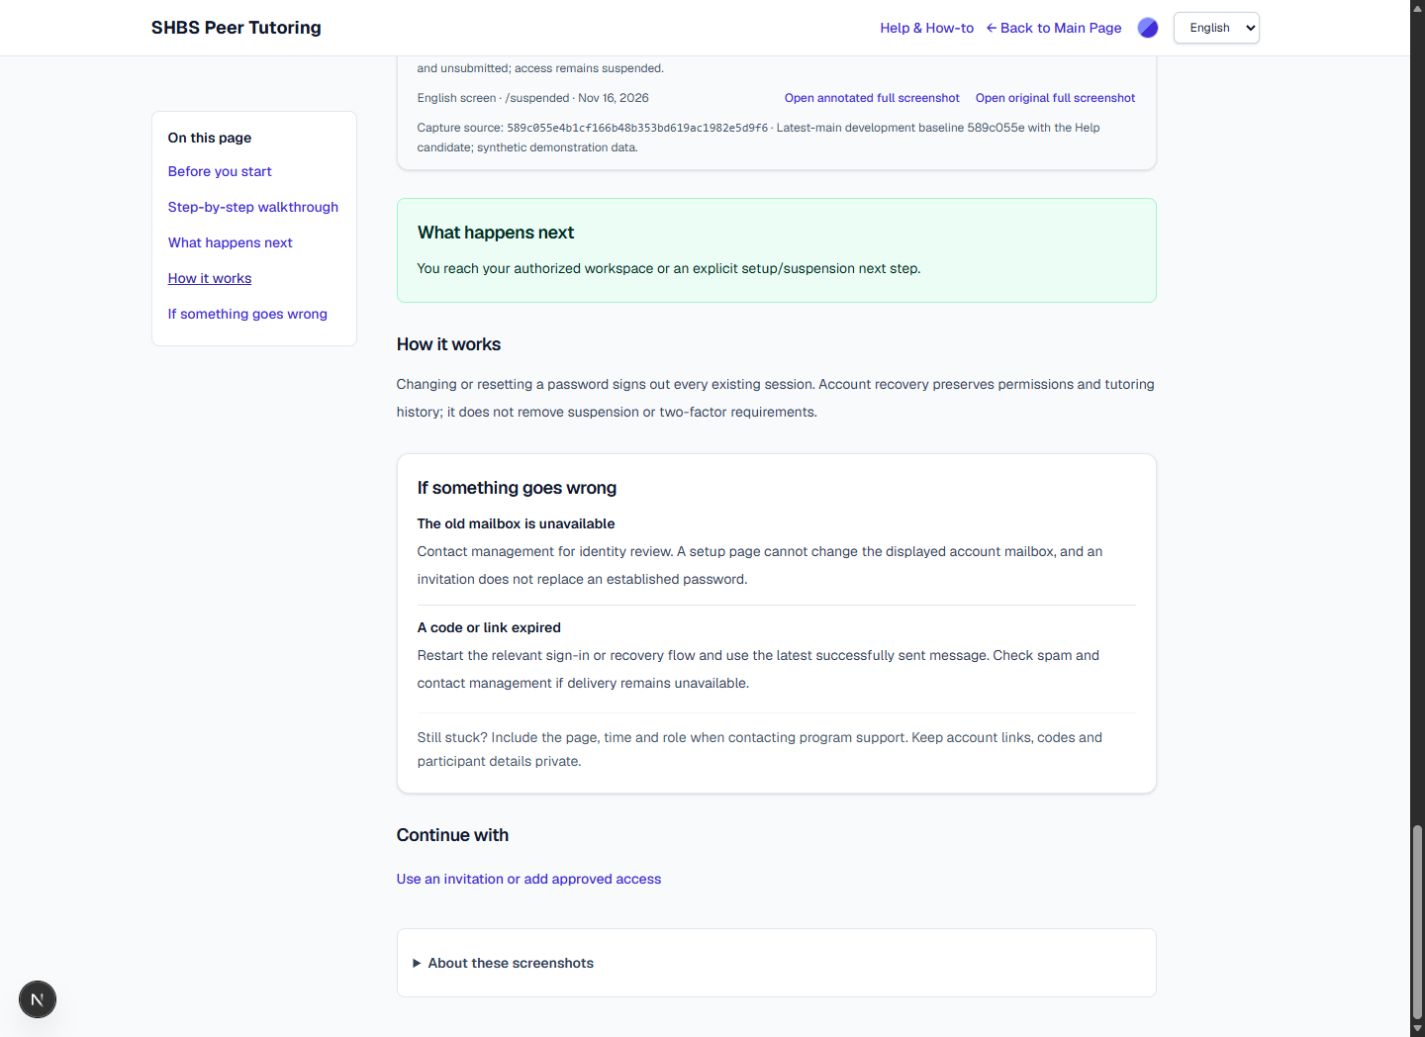 SHBS Peer Tutoring
Help & How-to
← Back to Main Page
English
On this page
Before you start
Step-by-step walkthrough
What happens next
How it works
If something goes wrong
and unsubmitted; access remains suspended.
English screen · /suspended · Nov 16, 2026
Open annotated full screenshot
Open original full screenshot
Capture source: 589c055e4b1cf166b48b353bd619ac1982e5d9f6 · Latest-main development baseline 589c055e with the Help
candidate; synthetic demonstration data.
What happens next
You reach your authorized workspace or an explicit setup/suspension next step.
How it works
Changing or resetting a password signs out every existing session. Account recovery preserves permissions and tutoring
history; it does not remove suspension or two-factor requirements.
If something goes wrong
The old mailbox is unavailable
Contact management for identity review. A setup page cannot change the displayed account mailbox, and an
invitation does not replace an established password.
A code or link expired
Restart the relevant sign-in or recovery flow and use the latest successfully sent message. Check spam and
contact management if delivery remains unavailable.
Still stuck? Include the page, time and role when contacting program support. Keep account links, codes and
participant details private.
Continue with
Use an invitation or add approved access
▶ About these screenshots
N